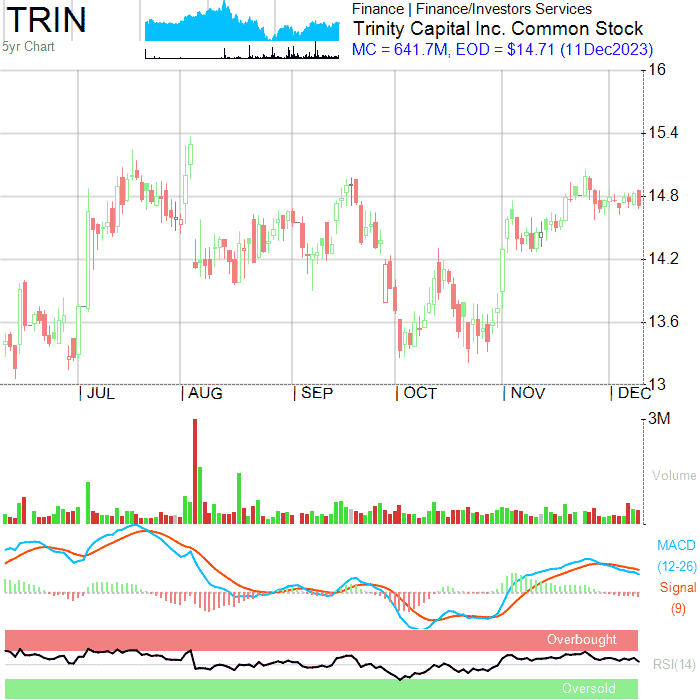 TRIN
5yr Chart
Finance | Finance/Investors Services
Trinity Capital Inc. Common Stock
MC = 641.7M, EOD = $14.71 (11Dec2023)
16
15.4
14.8
14.2
13.6
13
JUL
AUG
SEP
OCT
NOV
DEC
3M
Volume
MACD
(12-26)
Signal
(9)
Overbought
RSI(14)
Oversold